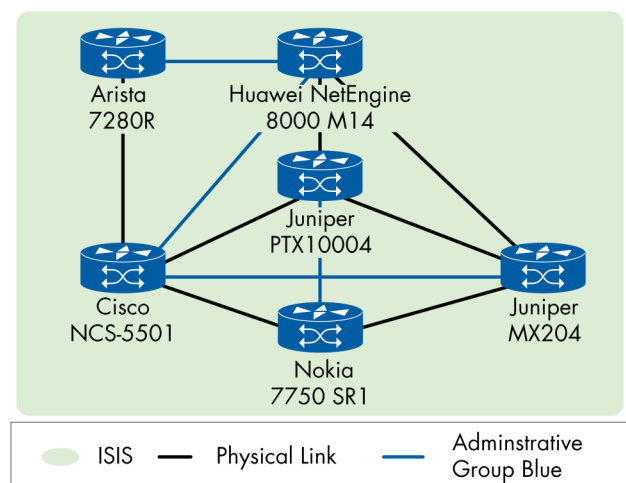 Arista
7280R
Huawei NetEngine
8000 M14
Juniper
PTX10004
Cisco
NCS-5501
Juniper
MX204
Nokia
7750 SR1
ISIS
Physical Link
Adminstrative
Group Blue